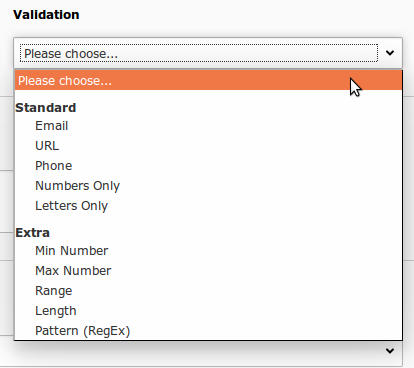 Validation
Please choose...
Please choose...
Standard
Email
URL
Phone
Numbers Only
Letters Only
Extra
Min Number
Max Number
Range
Length
Pattern (RegEx)